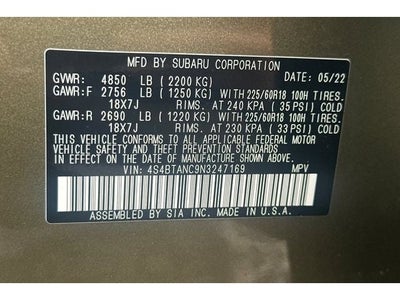 MFD. BY SUBARU CORPORATION DATE: 05/22
GVWR: 4850 LB (2200 KG)
GAWR:F 2756 LB (1250 KG) WITH 225/60R18 100H TIRES.
18X7J RIMS. AT 240 KPA (35 PSI) COLD
GAWR:R 2690 LB (1220 KG) WITH 225/60R18 100H TIRES.
18X7J RIMS. AT 230 KPA (33 PSI) COLD
THIS VEHICLE CONFORMS TO ALL APPLICABLE FEDERAL MOTOR
VEHICLE SAFETY AND THEFT PREVENTION STANDARDS
IN EFFECT ON THE DATE OF MANUFACTURE SHOWN ABOVE.
VIN: 4S4BTANC9N3247169 MPV
ASSEMBLED BY SIA INC. MADE IN U.S.A.